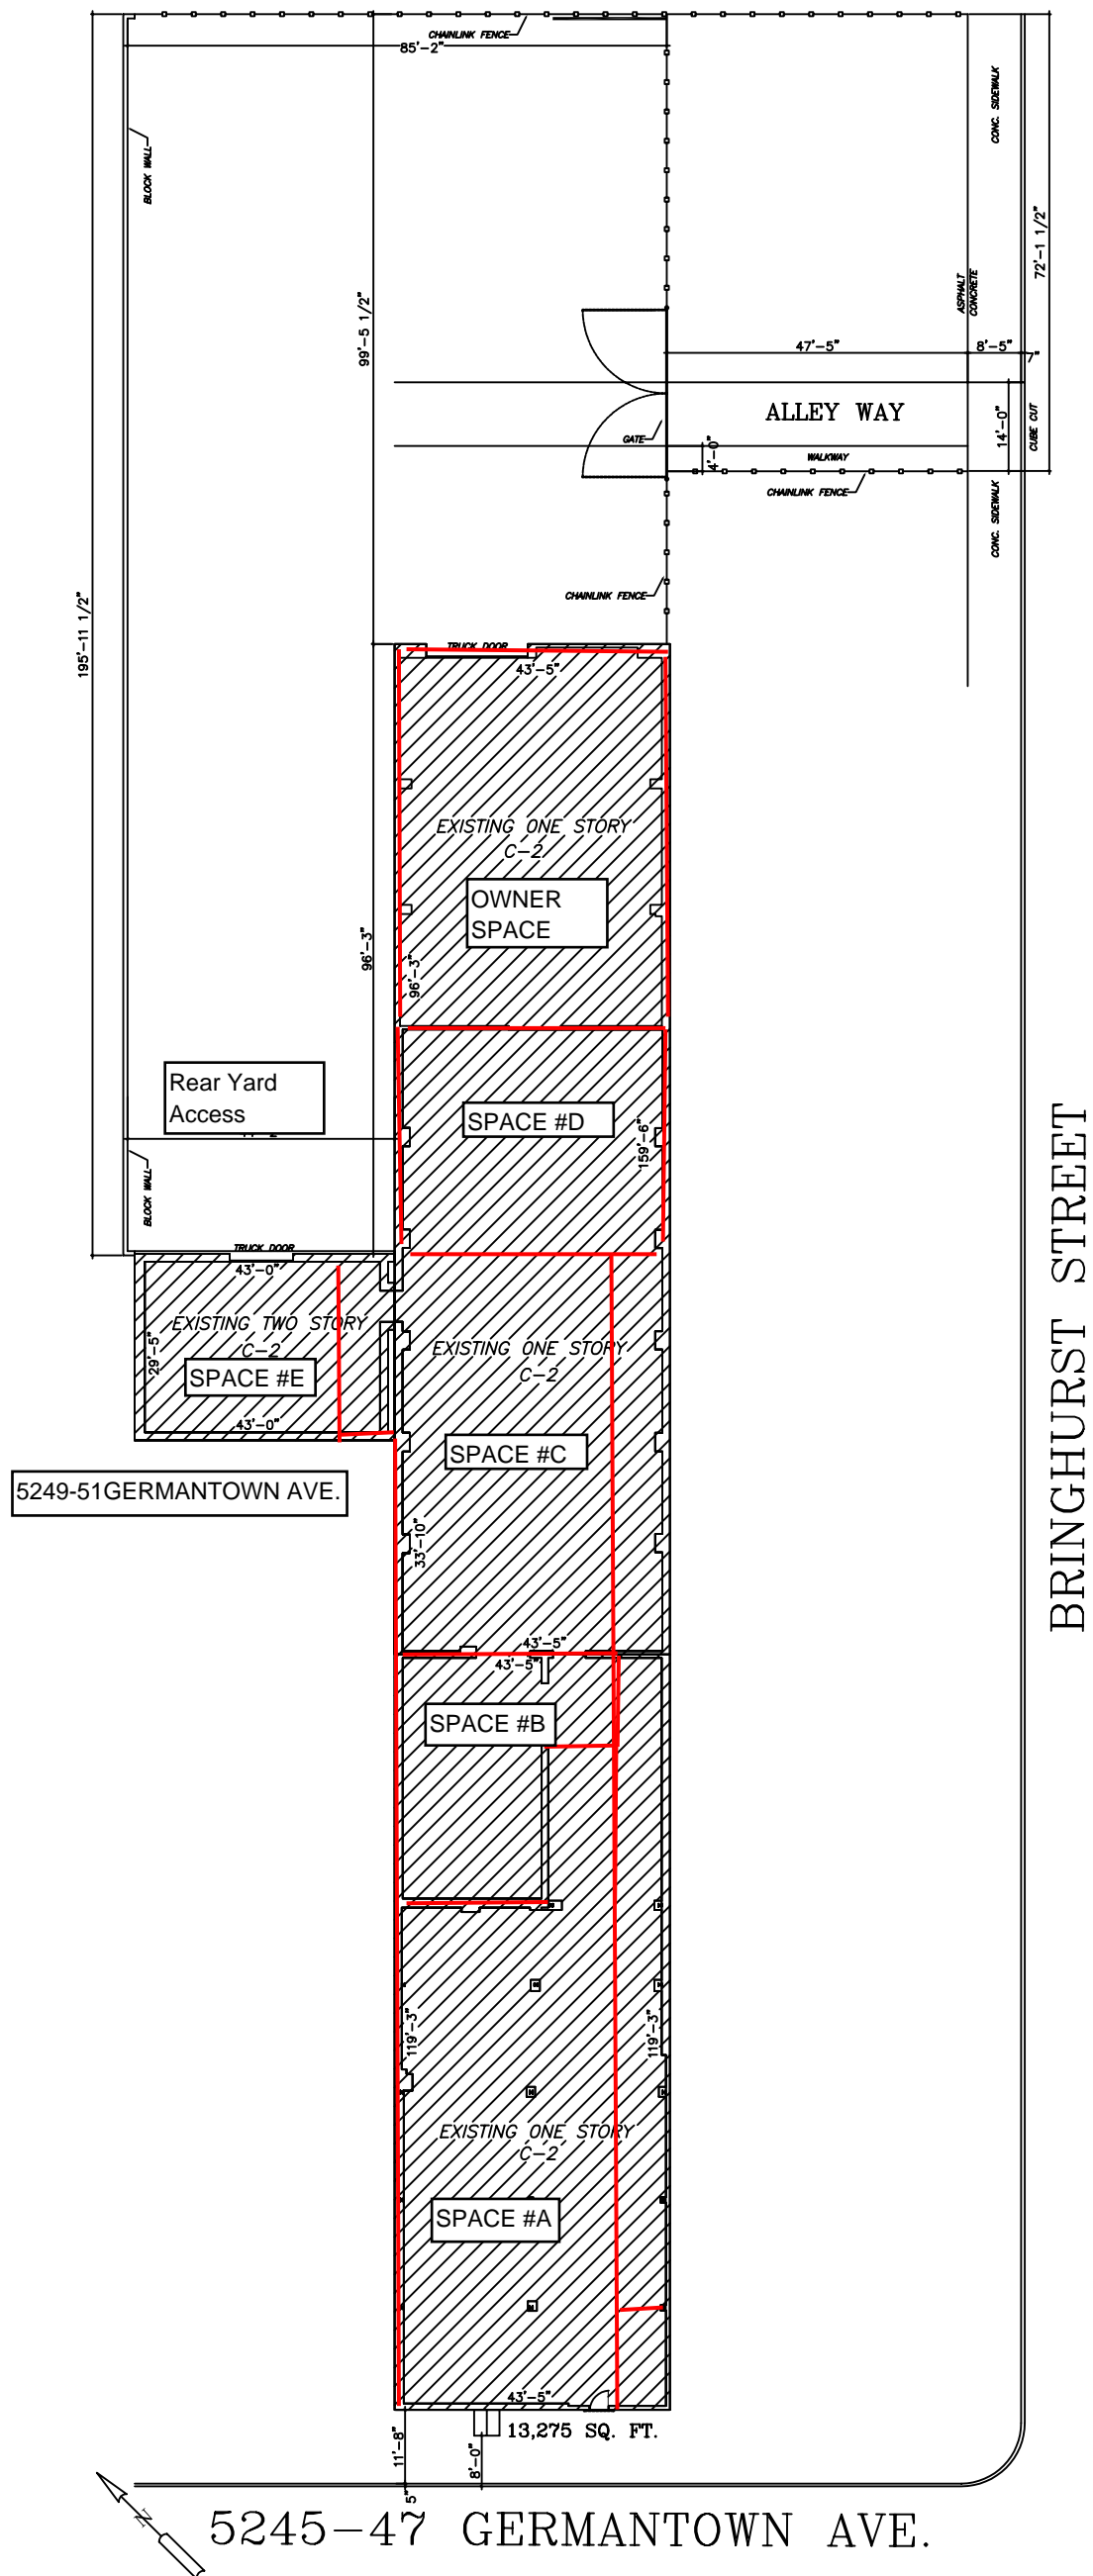 CHAINLINK FENCE
85'-2"
BLOCK WALL
CONC. SIDEWALK
72'-1 1/2"
ASPHALT
CONCRETE
99'-5 1/2"
47'-5"
8'-5"
7"
ALLEY WAY
14'-0"
CUBE CUT
GATE
4'-0"
WALKWAY
CHAINLINK FENCE
CONC. SIDEWALK
CHAINLINK FENCE
195'-11 1/2"
TRUCK DOOR
43'-5"
EXISTING ONE STORY
C-2
OWNER
SPACE
96'-3"
96'-3"
Rear Yard
Access
SPACE #D
159'-6"
BLOCK WALL
BRINGHURST STREET
TRUCK DOOR
43'-0"
EXISTING TWO STORY
C-2
29'-5"
SPACE #E
43'-0"
EXISTING ONE STORY
C-2
SPACE #C
5249-51GERMANTOWN AVE.
33'-10"
43'-5"
43'-5"
SPACE #B
119'-3"
119'-3"
EXISTING ONE STORY
C-2
SPACE #A
43'-5"
13,275 SQ. FT.
11'-8"
8'-0"
5"
N
5245-47 GERMANTOWN AVE.